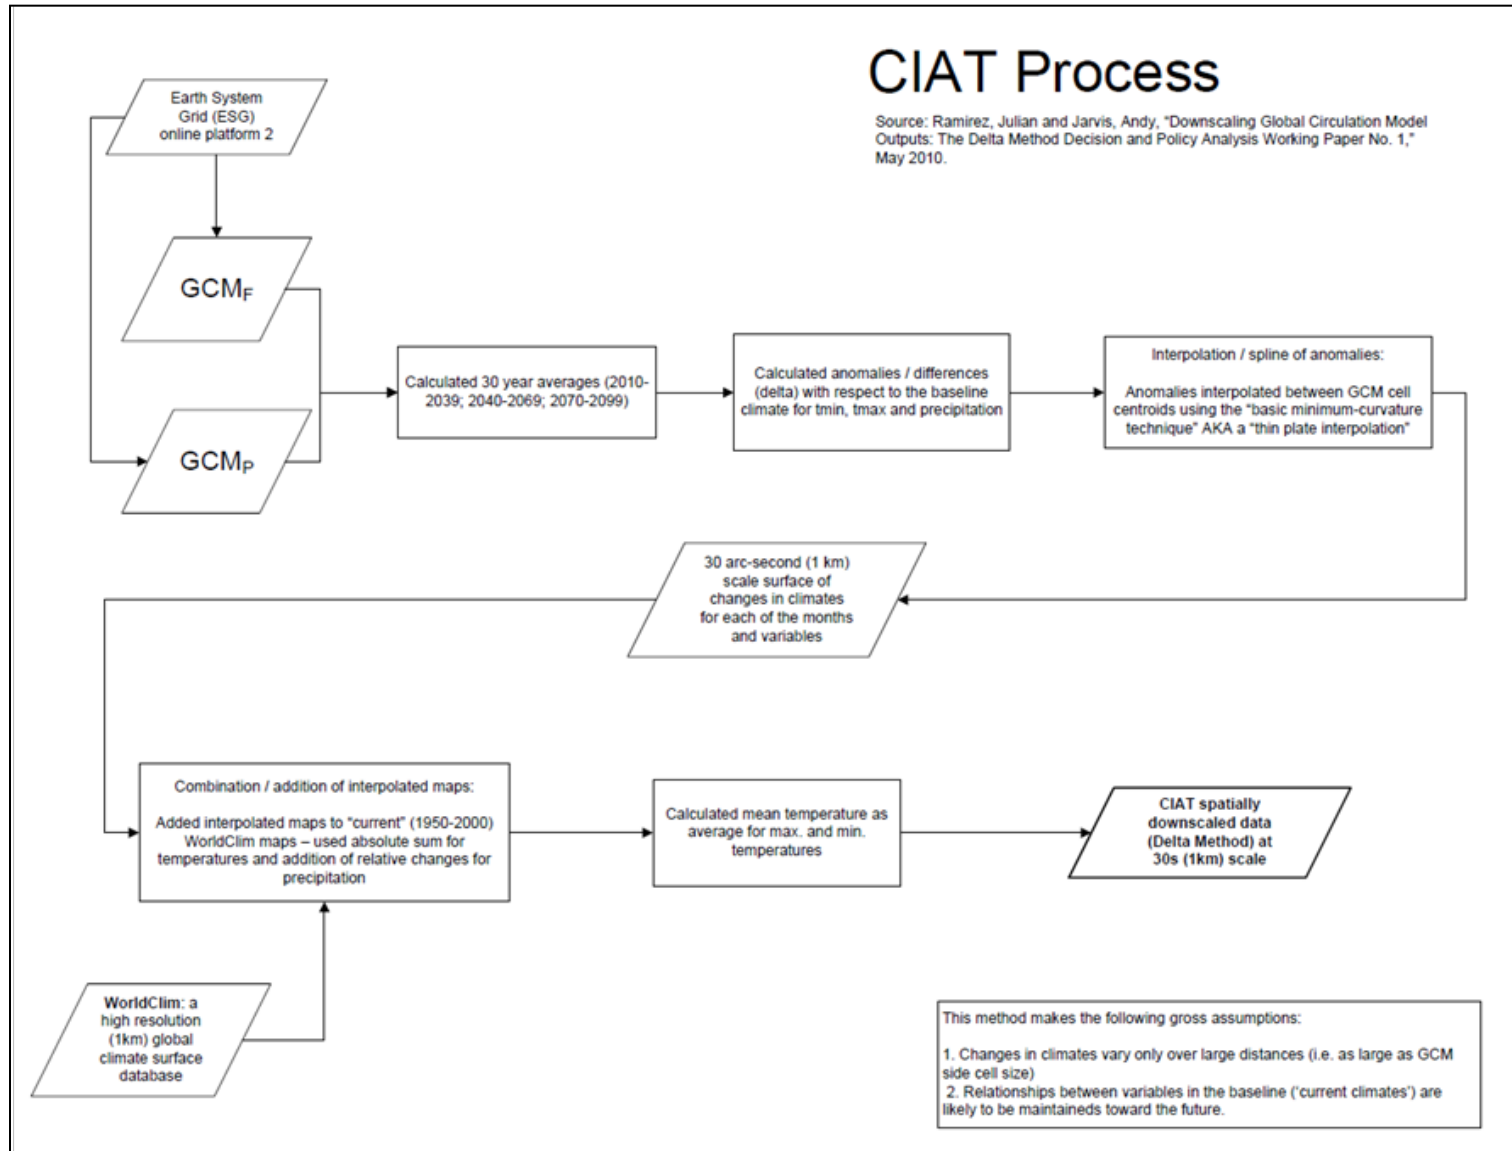 CIAT Process
Source: Ramirez, Julian and Jarvis, Andy, “Downscaling Global Circulation Model
Outputs: The Delta Method Decision and Policy Analysis Working Paper No. 1,”
May 2010.
Earth System
Grid (ESG)
online platform 2
GCMF
GCMP
Calculated 30 year averages (2010-
2039; 2040-2069; 2070-2099)
Calculated anomalies / differences
(delta) with respect to the baseline
climate for tmin, tmax and precipitation
Interpolation / spline of anomalies:
Anomalies interpolated between GCM cell
centroids using the “basic minimum-curvature
technique” AKA a “thin plate interpolation”
30 arc-second (1 km)
scale surface of
changes in climates
for each of the months
and variables
Combination / addition of interpolated maps:
Added interpolated maps to “current” (1950-2000)
WorldClim maps – used absolute sum for
temperatures and addition of relative changes for
precipitation
Calculated mean temperature as
average for max. and min.
temperatures
CIAT spatially
downscaled data
(Delta Method) at
30s (1km) scale
WorldClim: a
high resolution
(1km) global
climate surface
database
This method makes the following gross assumptions:
1. Changes in climates vary only over large distances (i.e. as large as GCM
side cell size)
2. Relationships between variables in the baseline (‘current climates’) are
likely to be maintaineds toward the future.